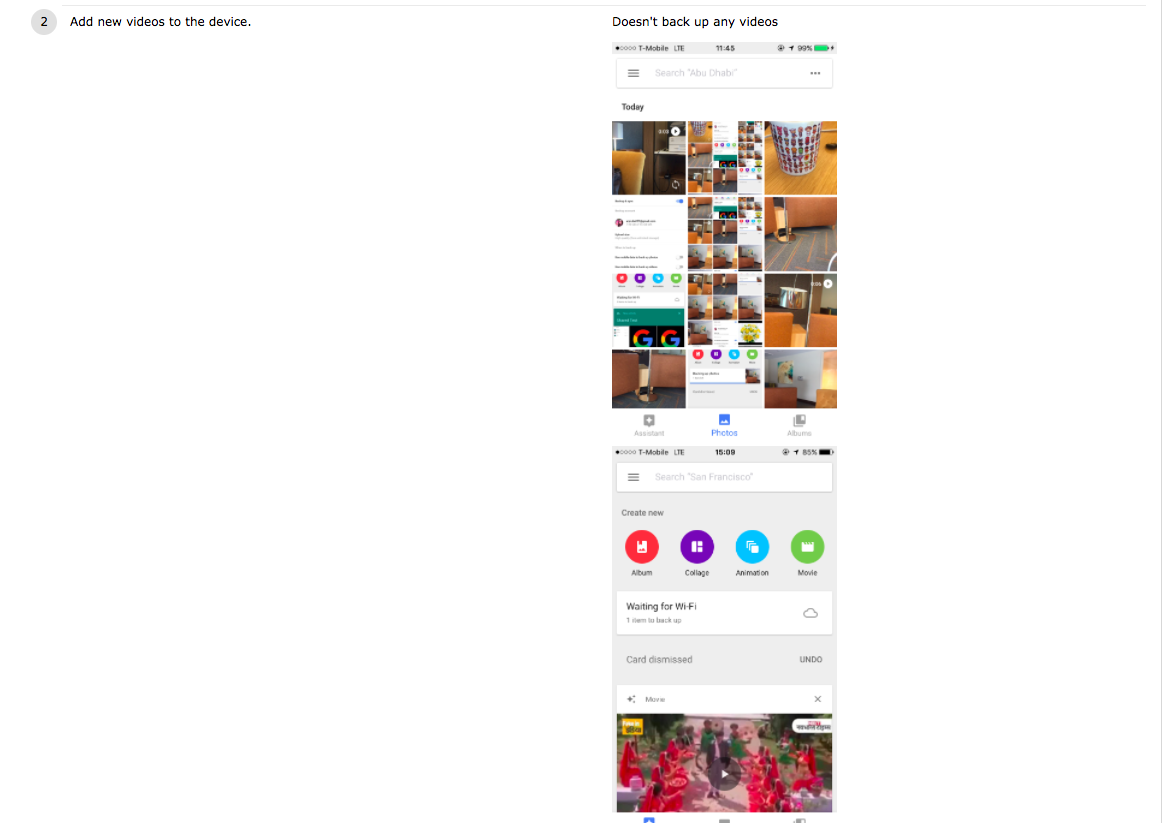 2
Add new videos to the device.
Doesn't back up any videos
T-Mobile LTE 11:45 99%
Search "Abu Dhabi"
Today
Assistant
Photos
Albums
T-Mobile LTE 15:09 85%
Search "San Francisco"
Create new
Album
Collage
Animation
Movie
Waiting for Wi-Fi
1 item to back up
Card dismissed
UNDO
Movie